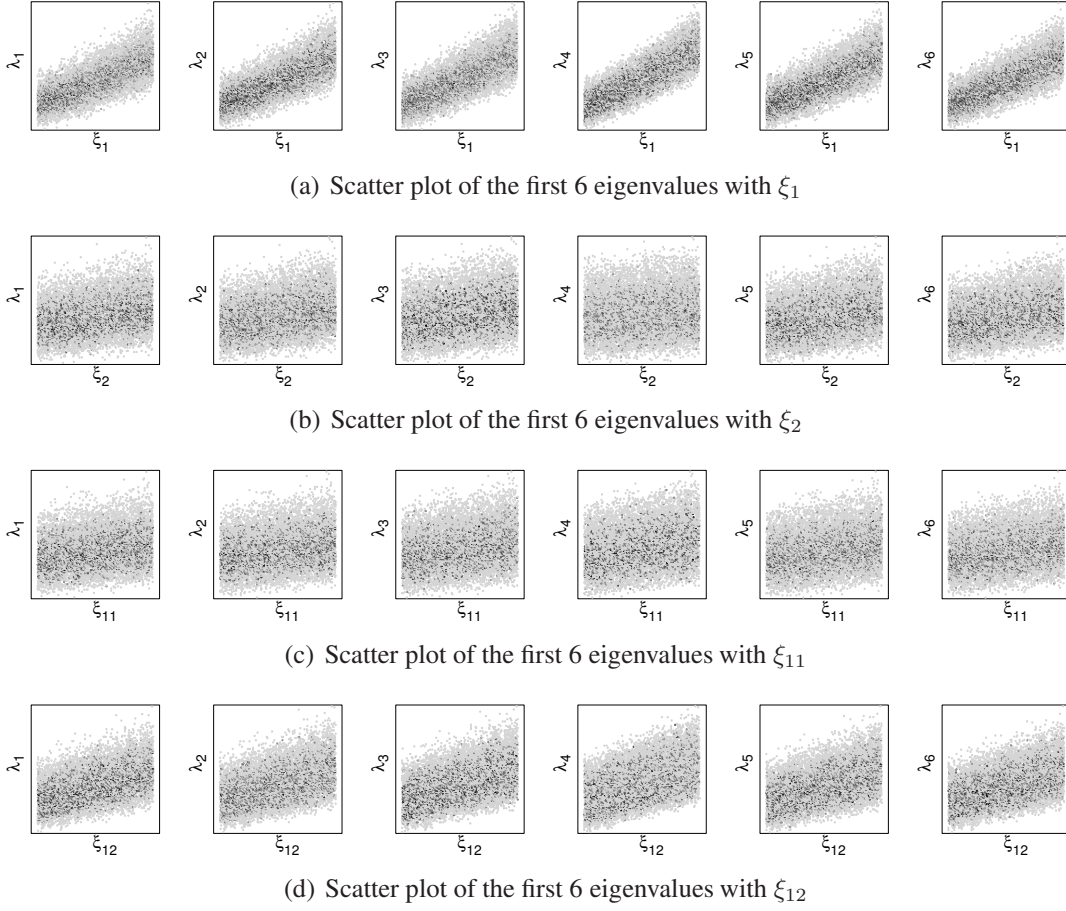 λ1 λ2 λ3 λ4 λ5 λ6
ξ1 ξ1 ξ1 ξ1 ξ1 ξ1
(a) Scatter plot of the first 6 eigenvalues with ξ1
λ1 λ2 λ3 λ4 λ5 λ6
ξ2 ξ2 ξ2 ξ2 ξ2 ξ2
(b) Scatter plot of the first 6 eigenvalues with ξ2
λ1 λ2 λ3 λ4 λ5 λ6
ξ11 ξ11 ξ11 ξ11 ξ11 ξ11
(c) Scatter plot of the first 6 eigenvalues with ξ11
λ1 λ2 λ3 λ4 λ5 λ6
ξ12 ξ12 ξ12 ξ12 ξ12 ξ12
(d) Scatter plot of the first 6 eigenvalues with ξ12